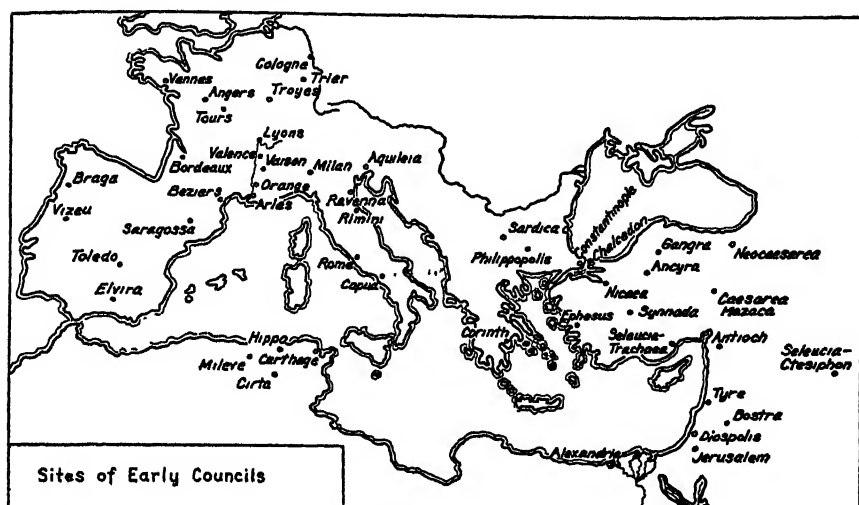 Cologne
Trier
Vannes
Angers
Troyes
Tours
Lyons
Valence
Vaison
Milan
Aquileia
Bordeaux
Braga
Orange
Beziers
Arles
Ravenna
Rimini
Vizeu
Saragossa
Constantinople
Chalcedon
Sardica
Gangra
Neocaesarea
Philippopolis
Ancyra
Toledo
Rome
Capua
Nicaea
Caesarea
Mazaca
Elvira
Synnada
Ephesus
Corinth
Hippo
Carthage
Mileve
Cirta
Seleucia-
Trachaea
Antioch
Seleucia-
Ctesiphon
Tyre
Bostra
Diospolis
Jerusalem
Alexandria
Sites of Early Councils